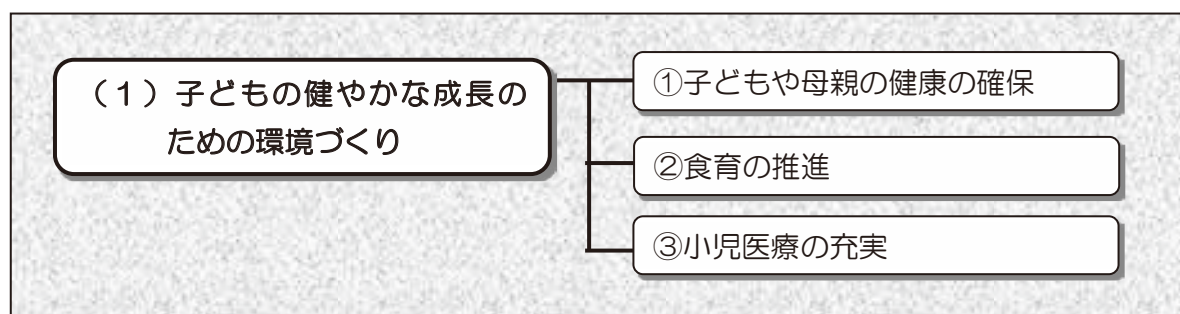 （１）子どもの健やかな成長の
ための環境づくり
①子どもや母親の健康の確保
②食育の推進
③小児医療の充実